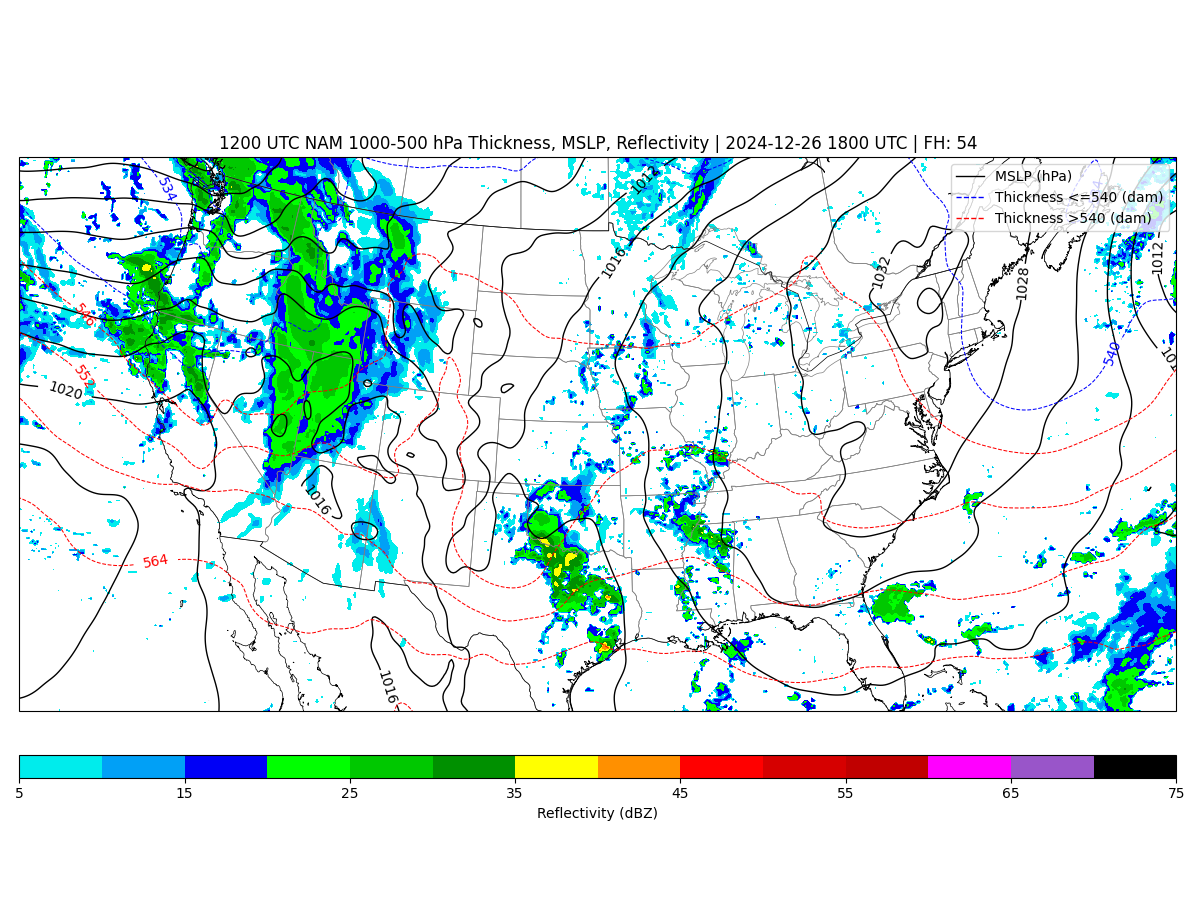 1200 UTC NAM 1000-500 hPa Thickness, MSLP, Reflectivity | 2024-12-26 1800 UTC | FH: 54
MSLP (hPa)
Thickness <=540 (dam)
Thickness >540 (dam)
534
1016
1012
1032
1028
546
540
552
1020
1016
564
1016
5 15 25 35 45 55 65 75
Reflectivity (dBZ)